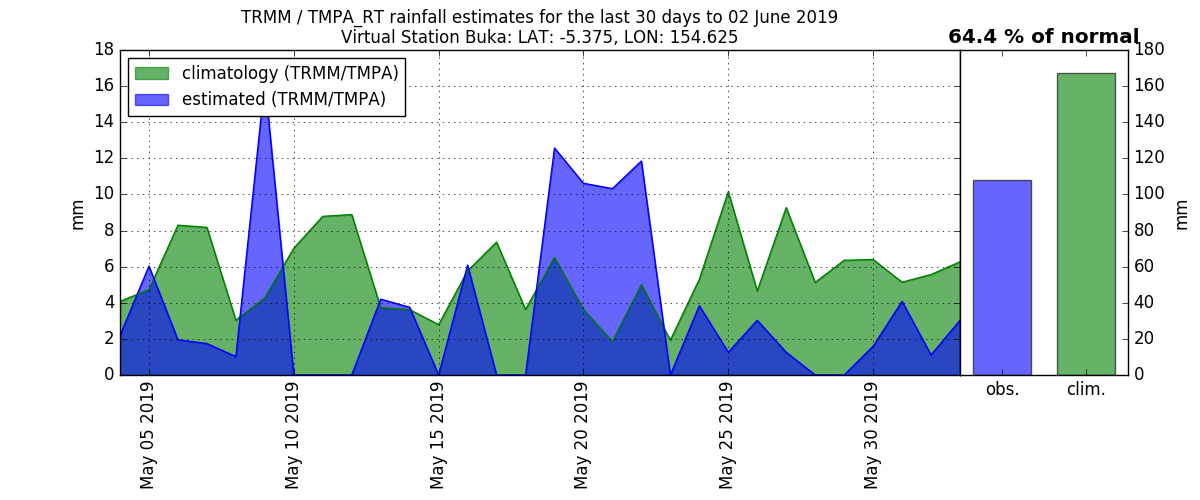 TRMM / TMPA_RT rainfall estimates for the last 30 days to 02 June 2019
Virtual Station Buka: LAT: -5.375, LON: 154.625
64.4 % of normal
climatology (TRMM/TMPA)
estimated (TRMM/TMPA)
18
16
14
12
10
8
6
4
2
0
mm
May 05 2019
May 10 2019
May 15 2019
May 20 2019
May 25 2019
May 30 2019
obs.
clim.
180
160
140
120
100
80
60
40
20
0
mm